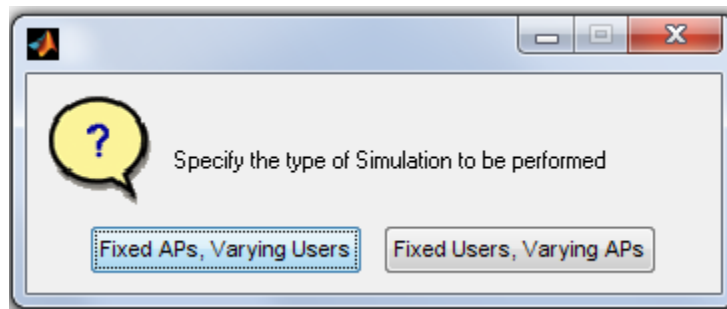 ?
Specify the type of Simulation to be performed
Fixed APs, Varying Users
Fixed Users, Varying APs